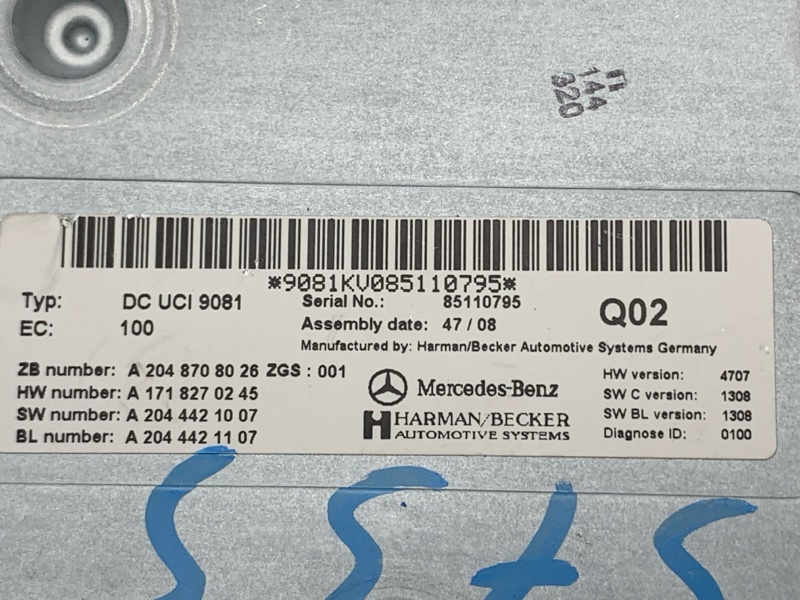 11
144
320
*9081KV085110795*
Typ: DC UCI 9081 Serial No.: 85110795 Q02
EC: 100 Assembly date: 47 / 08
Manufactured by: Harman/Becker Automotive Systems Germany
ZB number: A 204 870 80 26 ZGS : 001
HW number: A 171 827 02 45
SW number: A 204 442 10 07
BL number: A 204 442 11 07
Mercedes-Benz
HARMAN/BECKER
AUTOMOTIVE SYSTEMS
HW version: 4707
SW C version: 1308
SW BL version: 1308
Diagnose ID: 0100